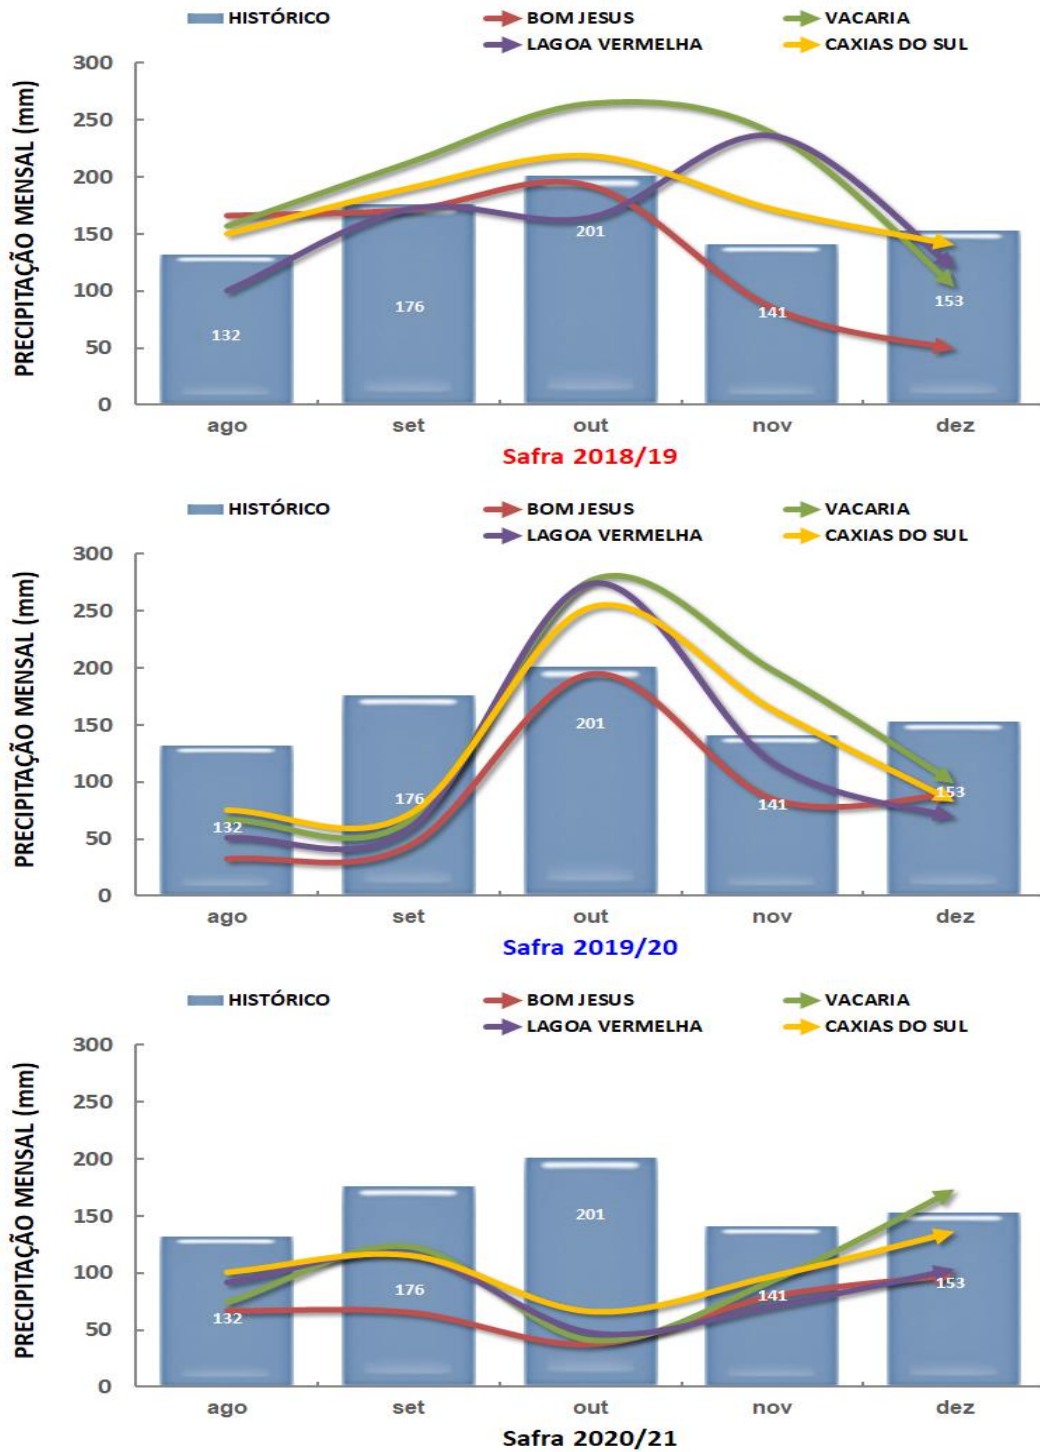 HISTÓRICO BOM JESUS VACARIA
LAGOA VERMELHA CAXIAS DO SUL
PRECIPITAÇÃO MENSAL (mm)
300
250
200
150
100
50
0
132 176 201 141 153
ago set out nov dez
Safra 2018/19
HISTÓRICO BOM JESUS VACARIA
LAGOA VERMELHA CAXIAS DO SUL
PRECIPITAÇÃO MENSAL (mm)
300
250
200
150
100
50
0
132 176 201 141 153
ago set out nov dez
Safra 2019/20
HISTÓRICO BOM JESUS VACARIA
LAGOA VERMELHA CAXIAS DO SUL
PRECIPITAÇÃO MENSAL (mm)
300
250
200
150
100
50
0
132 176 201 141 153
ago set out nov dez
Safra 2020/21